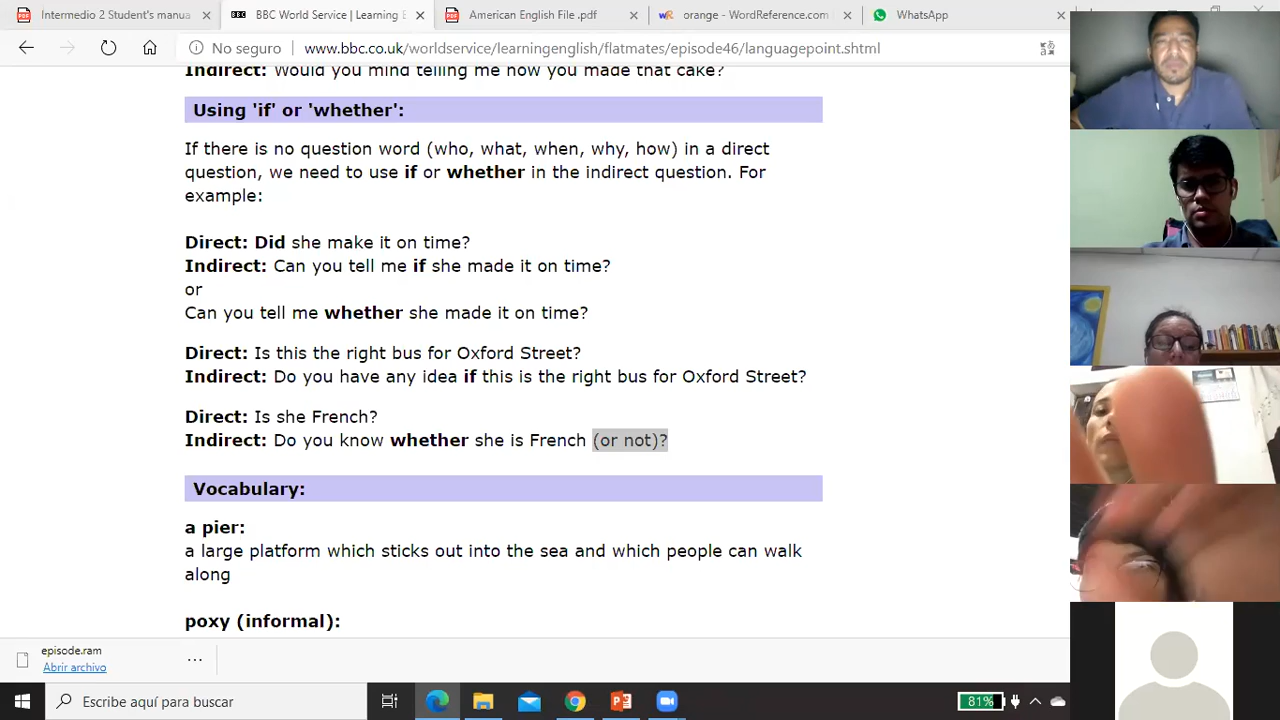 Intermedio 2 Student's manua
BBC World Service | Learning E
American English File .pdf
orange - WordReference.com
WhatsApp
No seguro
www.bbc.co.uk/worldservice/learningenglish/flatmates/episode46/languagepoint.shtml
Indirect: Would you mind telling me how you made that cake?
Using 'if' or 'whether':
If there is no question word (who, what, when, why, how) in a direct
question, we need to use if or whether in the indirect question. For
example:
Direct: Did she make it on time?
Indirect: Can you tell me if she made it on time?
or
Can you tell me whether she made it on time?
Direct: Is this the right bus for Oxford Street?
Indirect: Do you have any idea if this is the right bus for Oxford Street?
Direct: Is she French?
Indirect: Do you know whether she is French (or not)?
Vocabulary:
a pier:
a large platform which sticks out into the sea and which people can walk
along
poxy (informal):
episode.ram
Abrir archivo
Escribe aquí para buscar
81%